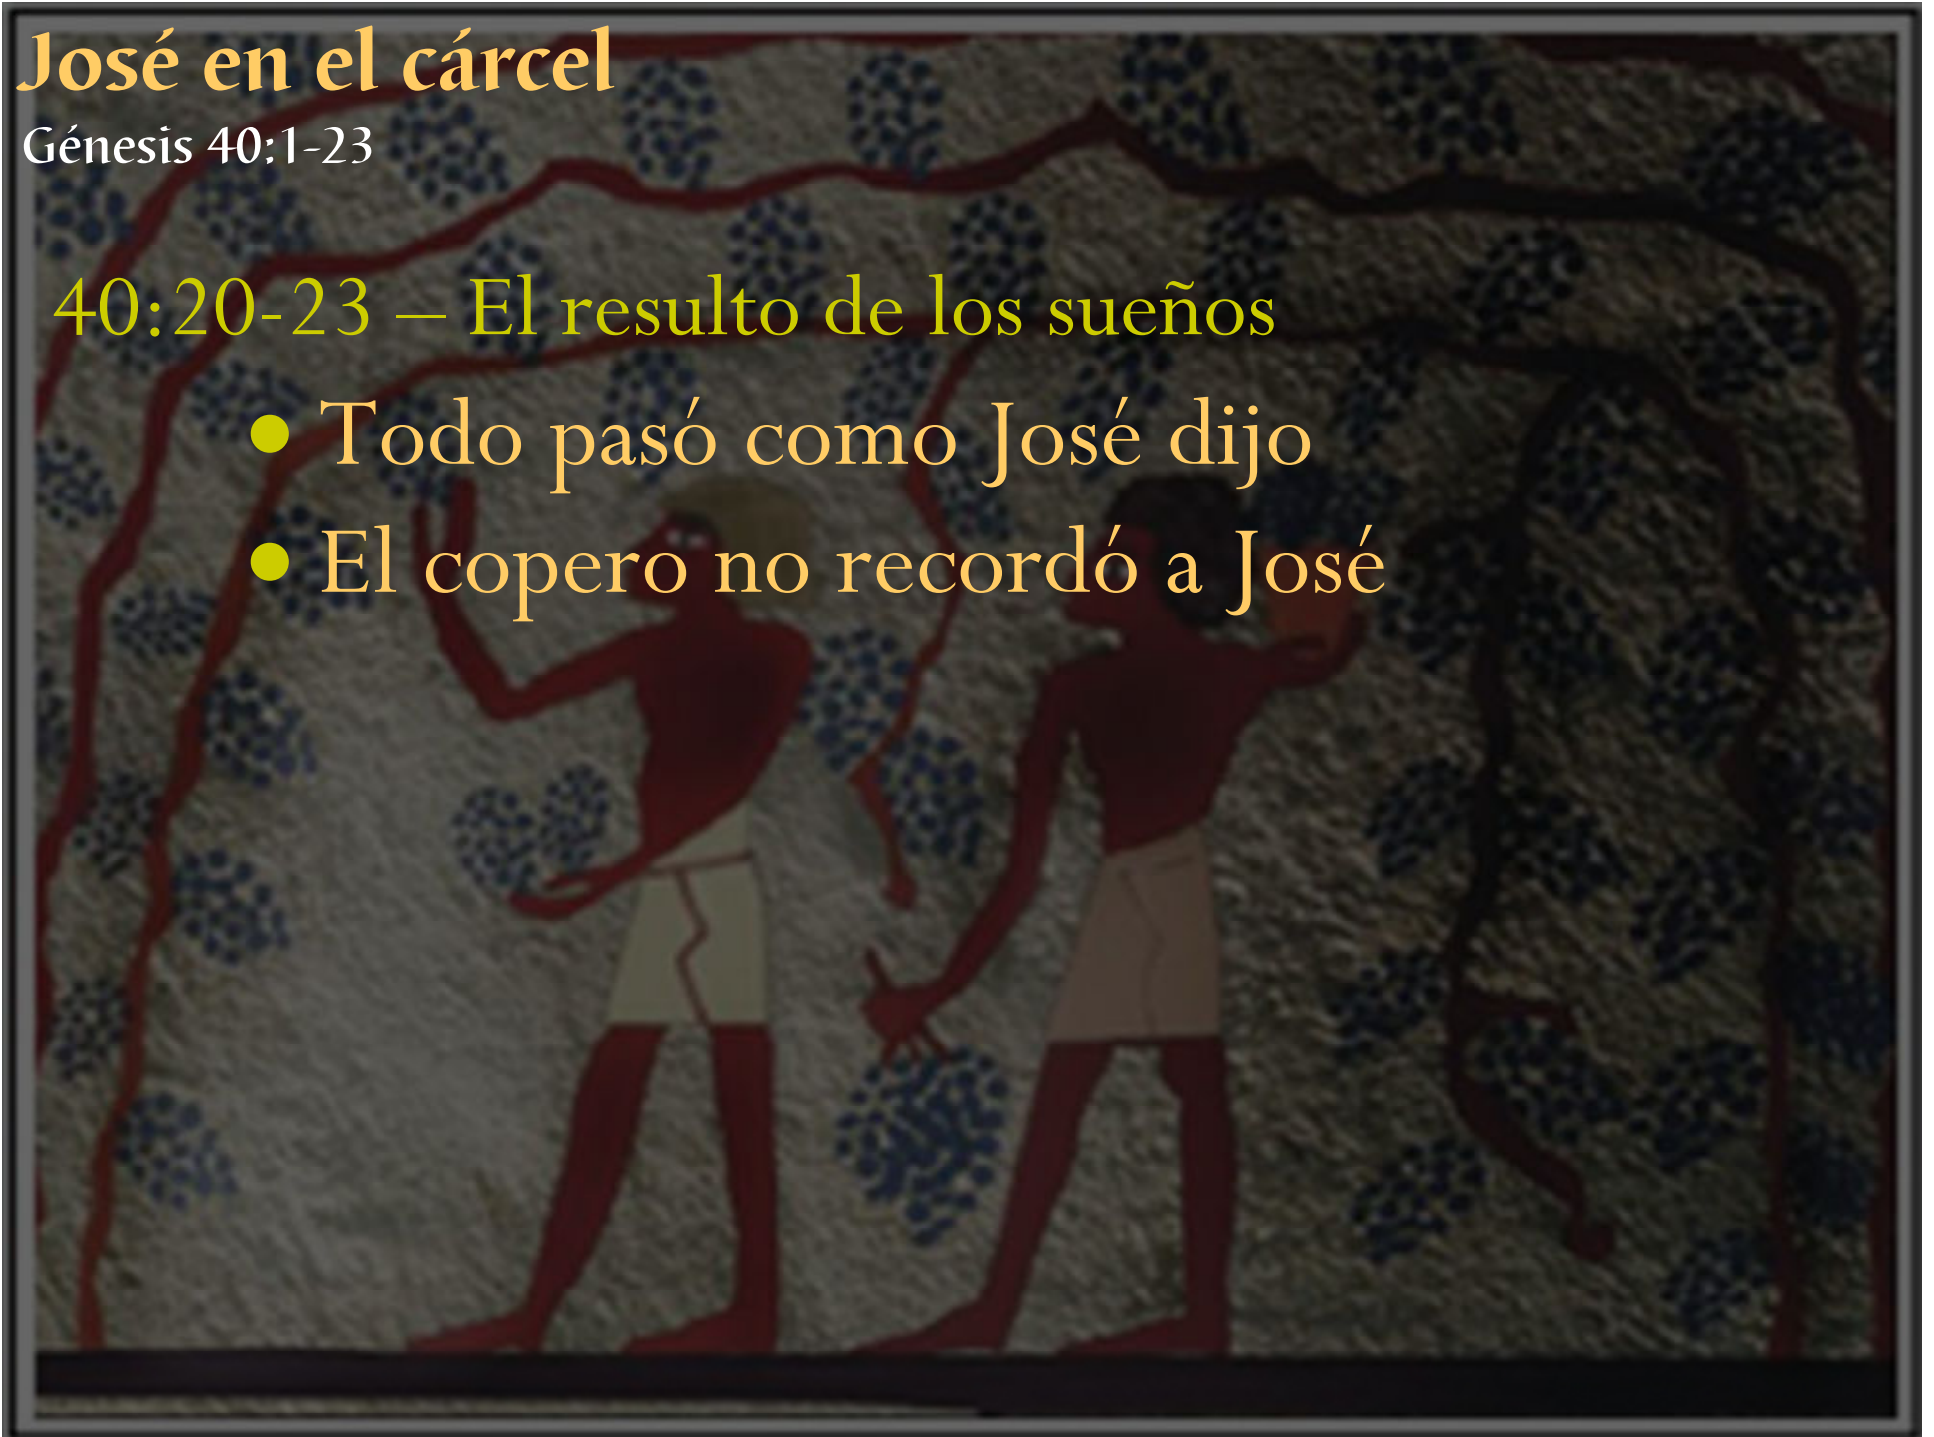 José en el cárcel
Génesis 40:1-23
40:20-23 – El resulto de los sueños
• Todo pasó como José dijo
• El copero no recordó a José